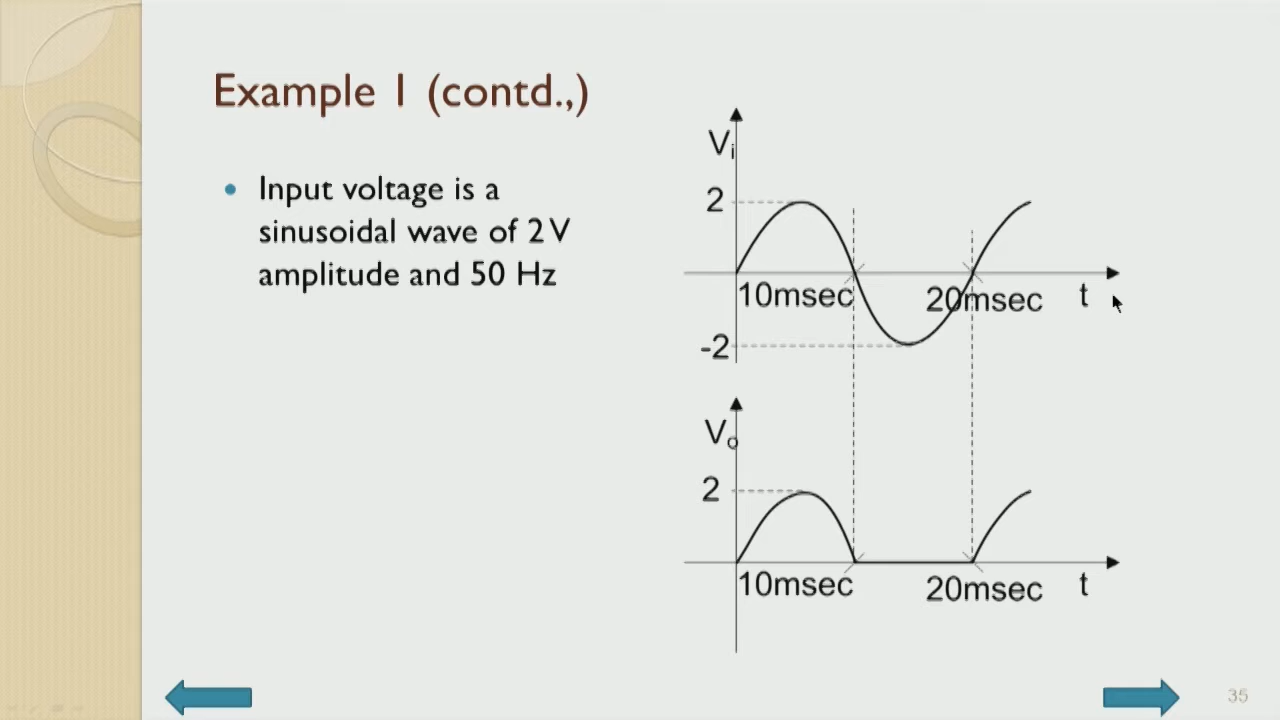 Example 1 (contd.,)
Input voltage is a
sinusoidal wave of 2 V
amplitude and 50 Hz
Vi
2
10msec
20msec
t
-2
Vo
2
10msec
20msec
t
35